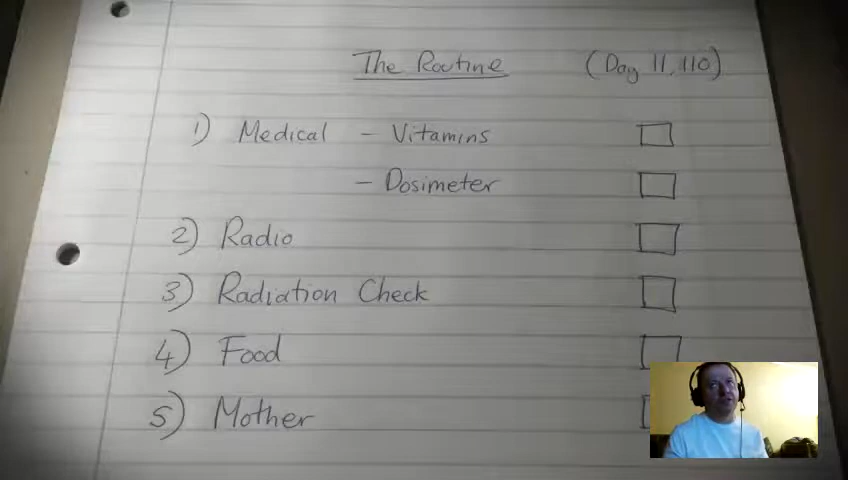 The Routine (Day 11,110)
1) Medical - Vitamins
- Dosimeter
2) Radio
3) Radiation Check
4) Food
5) Mother